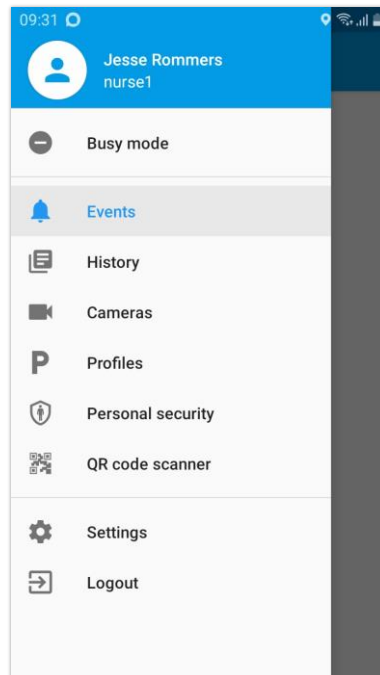 09:31
Jesse Rommers
nurse1
Busy mode
Events
History
Cameras
P Profiles
Personal security
QR code scanner
Settings
Logout